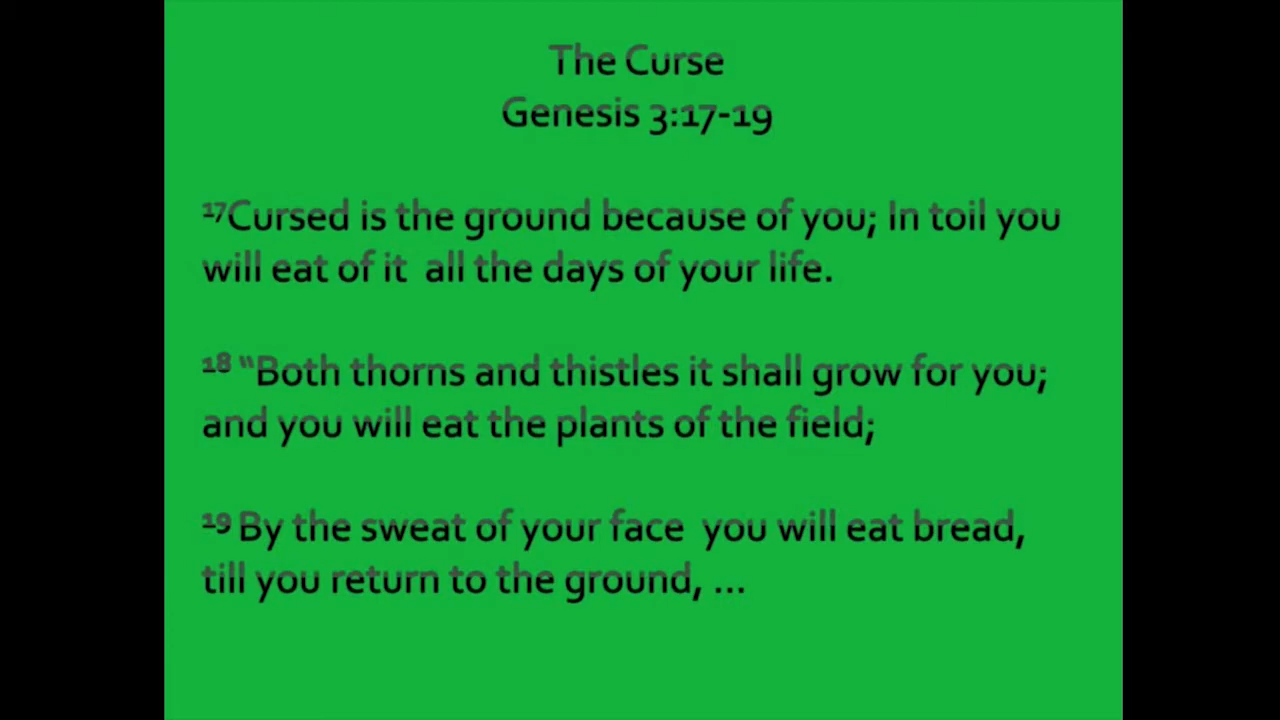 The Curse
Genesis 3:17-19
17Cursed is the ground because of you; In toil you
will eat of it  all the days of your life.
18 “Both thorns and thistles it shall grow for you;
and you will eat the plants of the field;
19 By the sweat of your face  you will eat bread,
till you return to the ground, ...